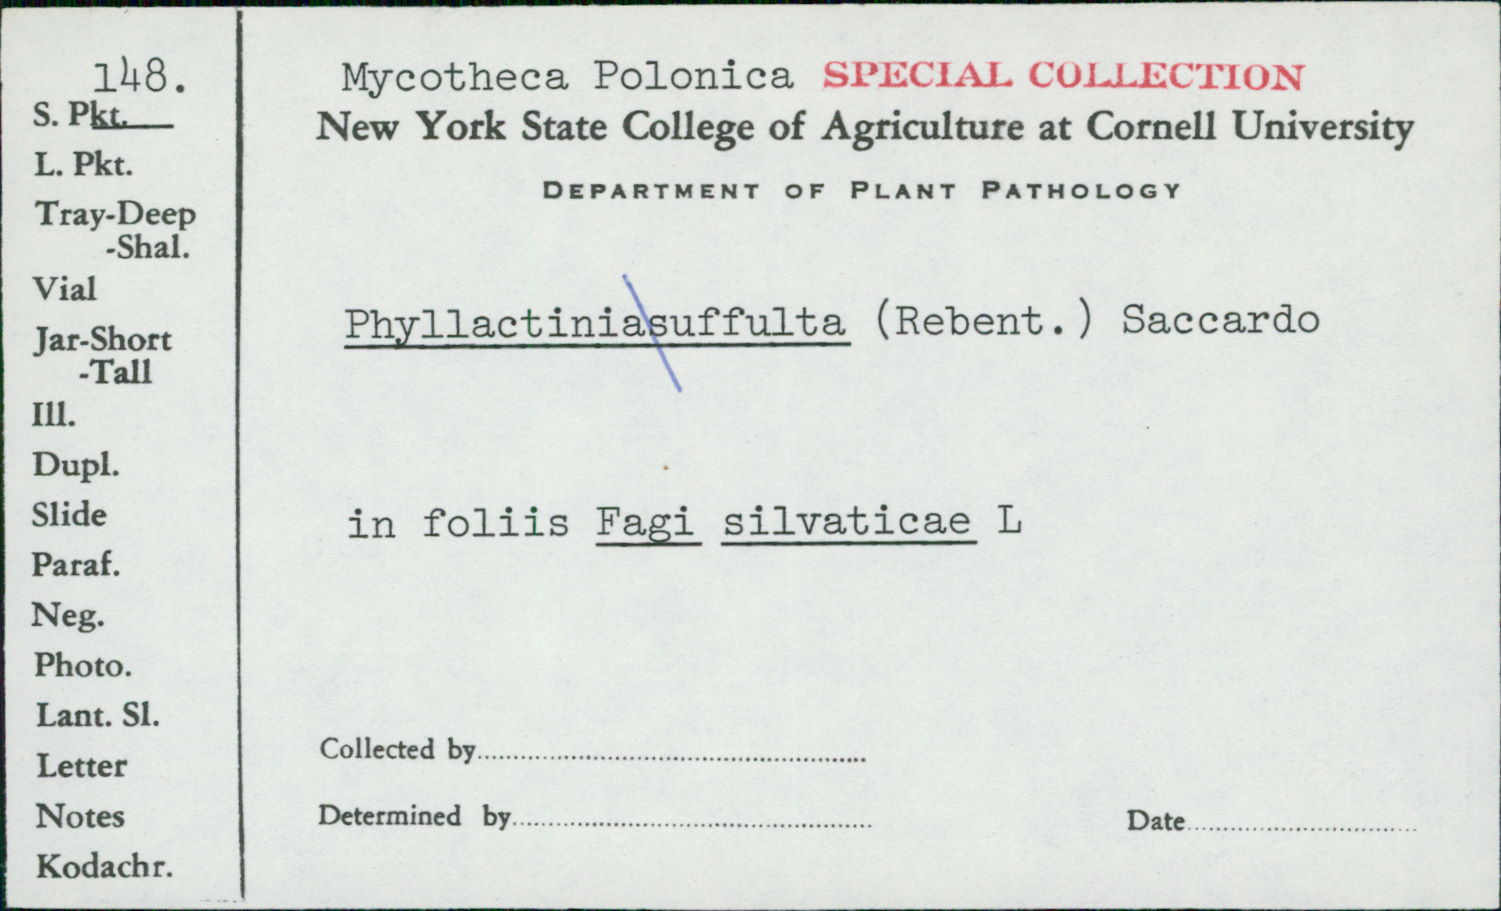 148.
S. Pkt.
L. Pkt.
Tray-Deep
-Shal.
Vial
Jar-Short
-Tall
Ill.
Dupl.
Slide
Paraf.
Neg.
Photo.
Lant. Sl.
Letter
Notes
Kodachr.
Mycotheca Polonica SPECIAL COLLECTION
New York State College of Agriculture at Cornell University
DEPARTMENT OF PLANT PATHOLOGY
Phyllactinia suffulta (Rebent.) Saccardo
in foliis Fagi silvaticae L
Collected by
Determined by
Date